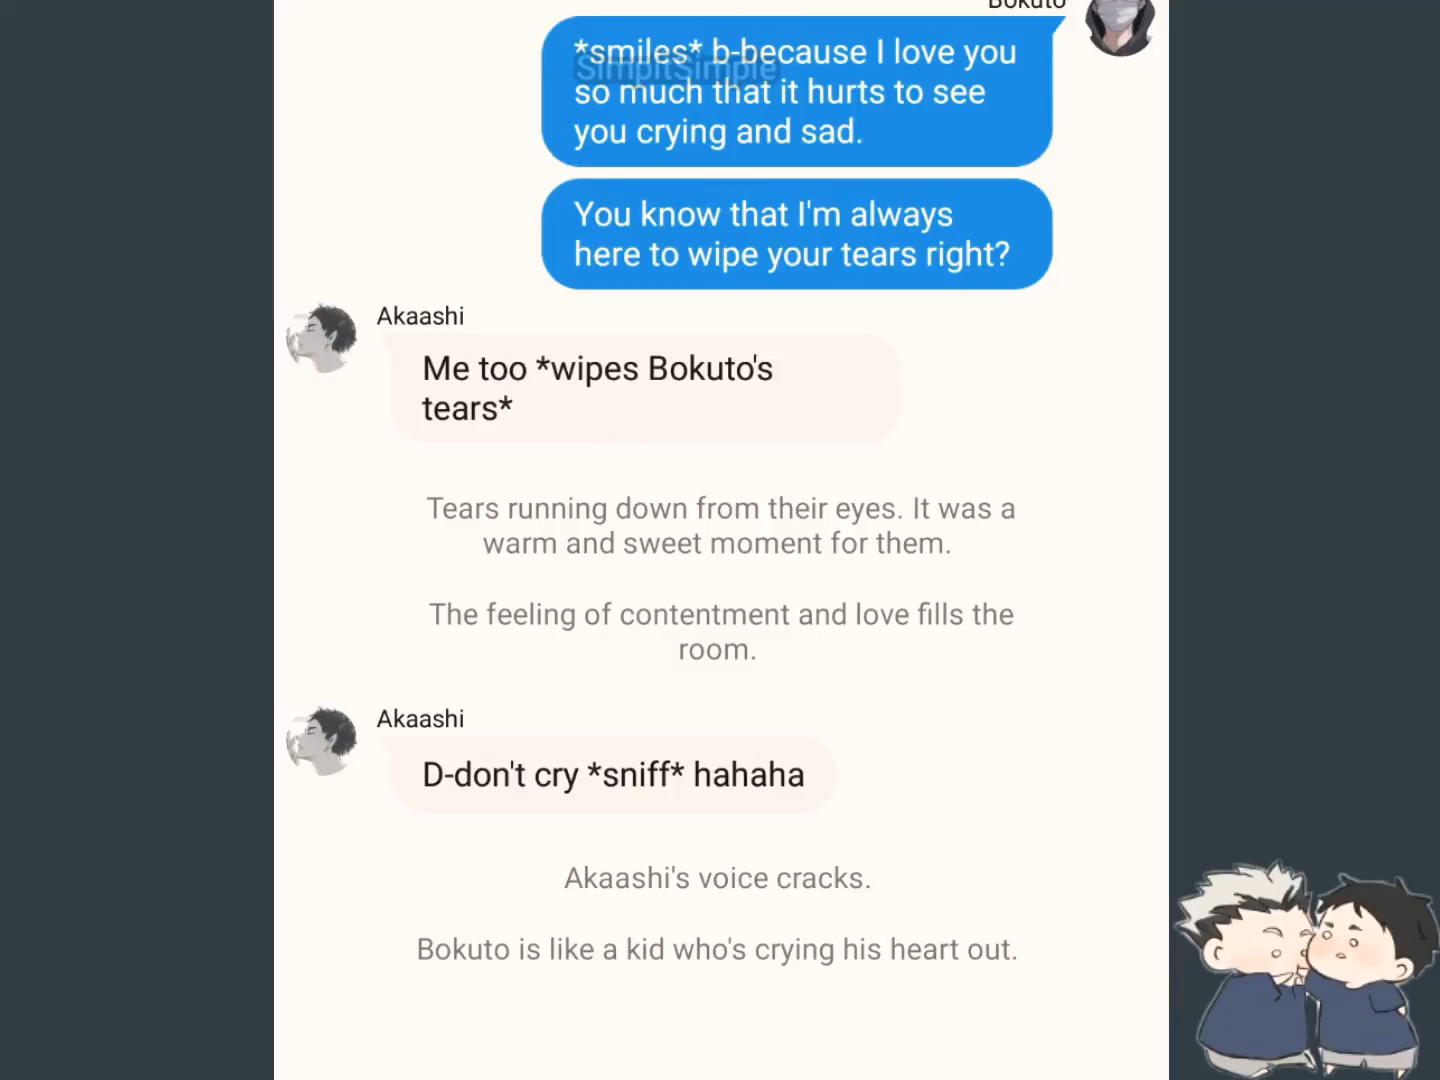 Bokuto
*smiles* b-because I love you
SimpItSimple
so much that it hurts to see
you crying and sad.
You know that I'm always
here to wipe your tears right?
Akaashi
Me too *wipes Bokuto's
tears*
Tears running down from their eyes. It was a
warm and sweet moment for them.
The feeling of contentment and love fills the
room.
Akaashi
D-don't cry *sniff* hahaha
Akaashi's voice cracks.
Bokuto is like a kid who's crying his heart out.